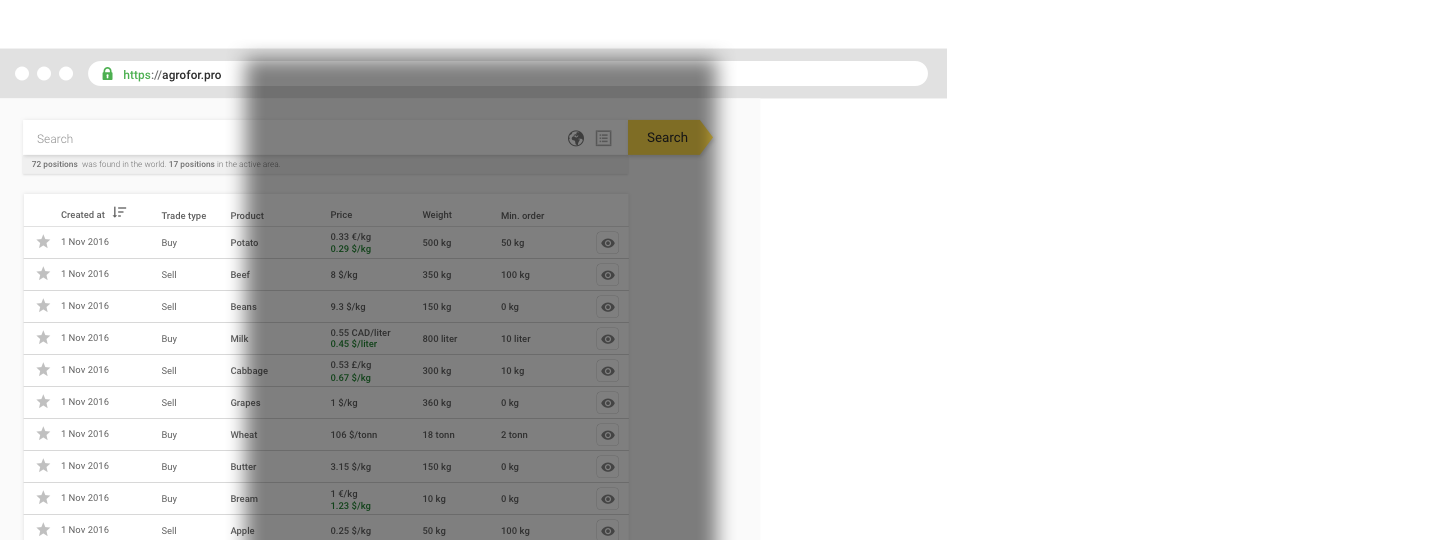 https://agrofor.pro
Search
Search
72 positions was found in the world. 17 positions in the active area.
Created at Trade type Product Price Weight Min. order
1 Nov 2016 Buy Potato 0.33 €/kg 500 kg 50 kg
0.29 $/kg
1 Nov 2016 Sell Beef 8 $/kg 350 kg 100 kg
1 Nov 2016 Sell Beans 9.3 $/kg 150 kg 0 kg
1 Nov 2016 Buy Milk 0.55 CAD/liter 800 liter 10 liter
0.45 $/liter
1 Nov 2016 Sell Cabbage 0.53 £/kg 300 kg 10 kg
0.67 $/kg
1 Nov 2016 Sell Grapes 1 $/kg 360 kg 0 kg
1 Nov 2016 Buy Wheat 106 $/tonn 18 tonn 2 tonn
1 Nov 2016 Buy Butter 3.15 $/kg 150 kg 0 kg
1 Nov 2016 Buy Bream 1 €/kg 10 kg 0 kg
1.23 $/kg
1 Nov 2016 Sell Apple 0.25 $/kg 50 kg 100 kg